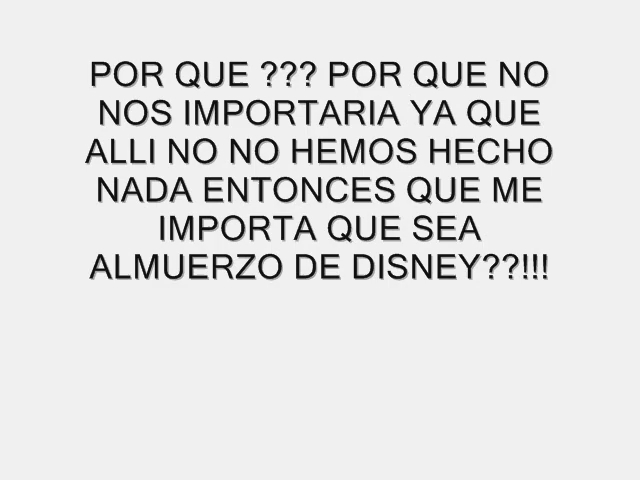 POR QUE ??? POR QUE NO
NOS IMPORTARIA YA QUE
ALLI NO NO HEMOS HECHO
NADA ENTONCES QUE ME
IMPORTA QUE SEA
ALMUERZO DE DISNEY??!!!